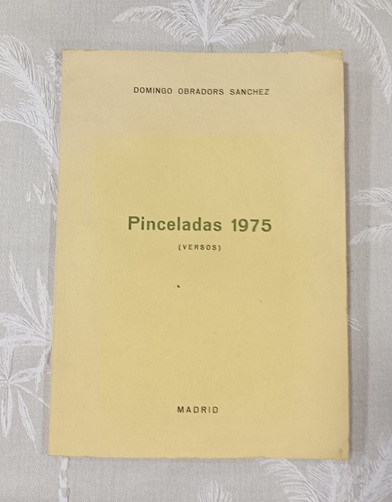 DOMINGO OBRADORS SANCHEZ
Pinceladas 1975
(VERSOS)
MADRID